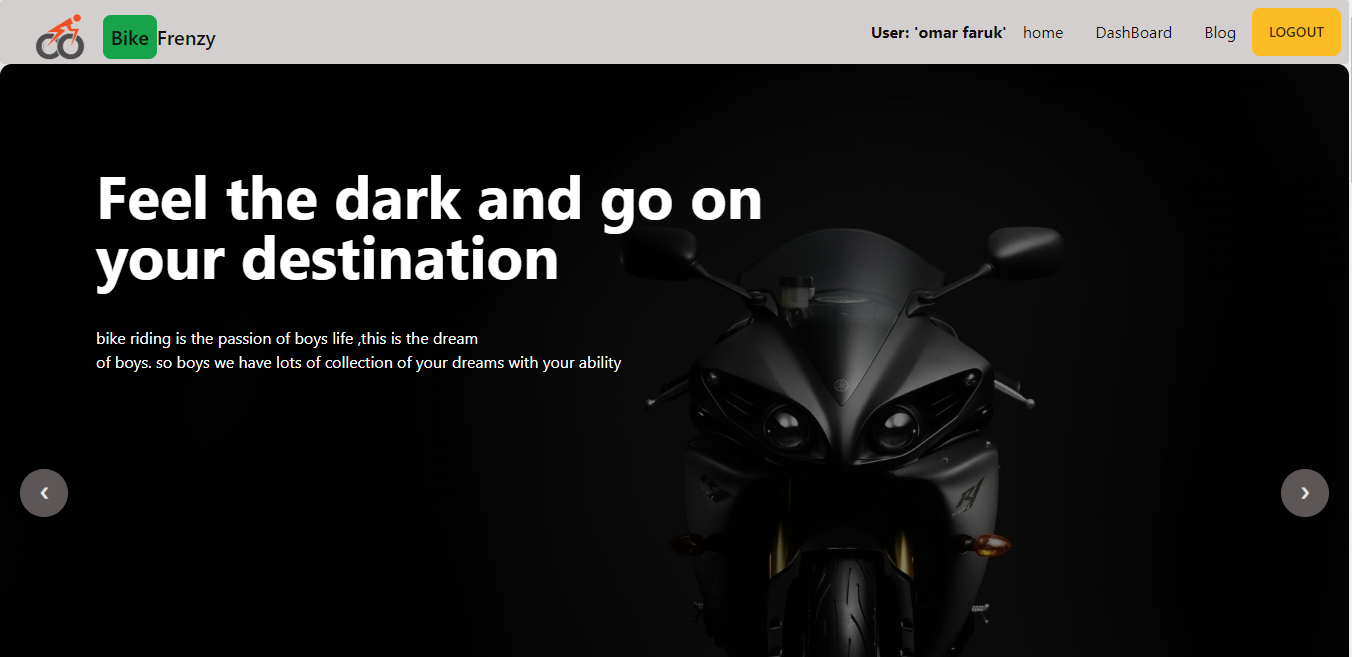 Bike Frenzy
User: 'omar faruk' home DashBoard Blog LOGOUT
Feel the dark and go on
your destination
bike riding is the passion of boys life ,this is the dream
of boys. so boys we have lots of collection of your dreams with your ability
‹ ›